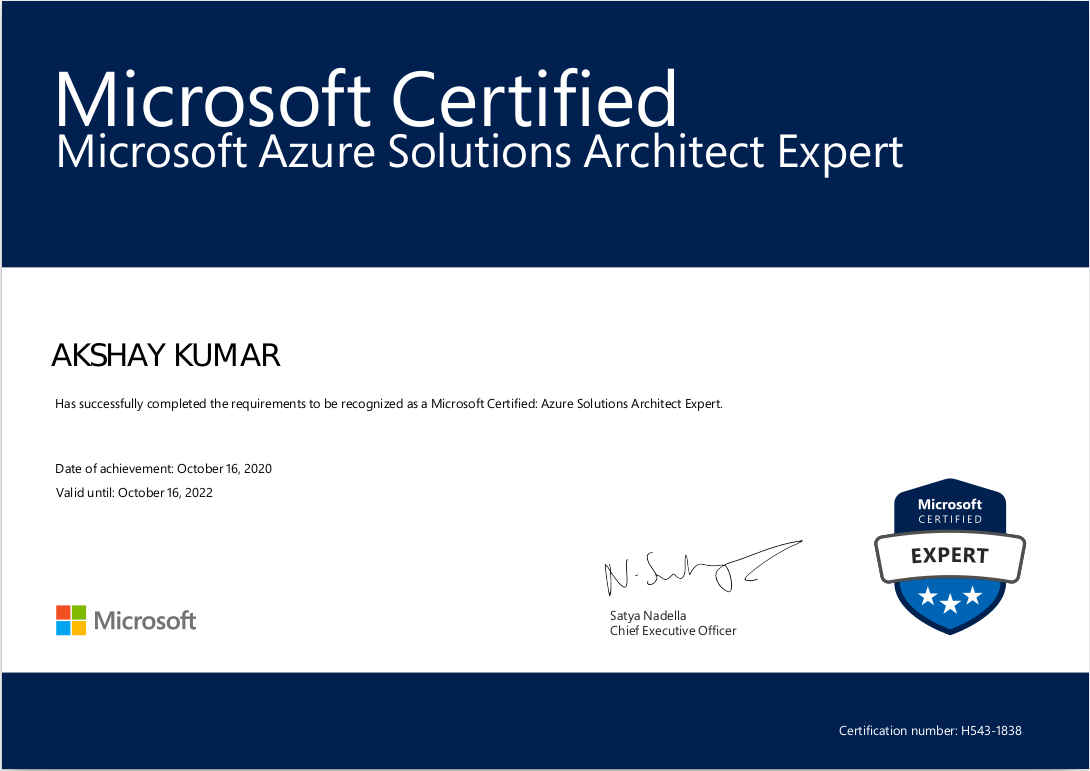 Microsoft Certified
Microsoft Azure Solutions Architect Expert
AKSHAY KUMAR
Has successfully completed the requirements to be recognized as a Microsoft Certified: Azure Solutions Architect Expert.
Date of achievement: October 16, 2020
Valid until: October 16, 2022
Microsoft
CERTIFIED
EXPERT
Satya Nadella
Chief Executive Officer
Microsoft
Certification number: H543-1838